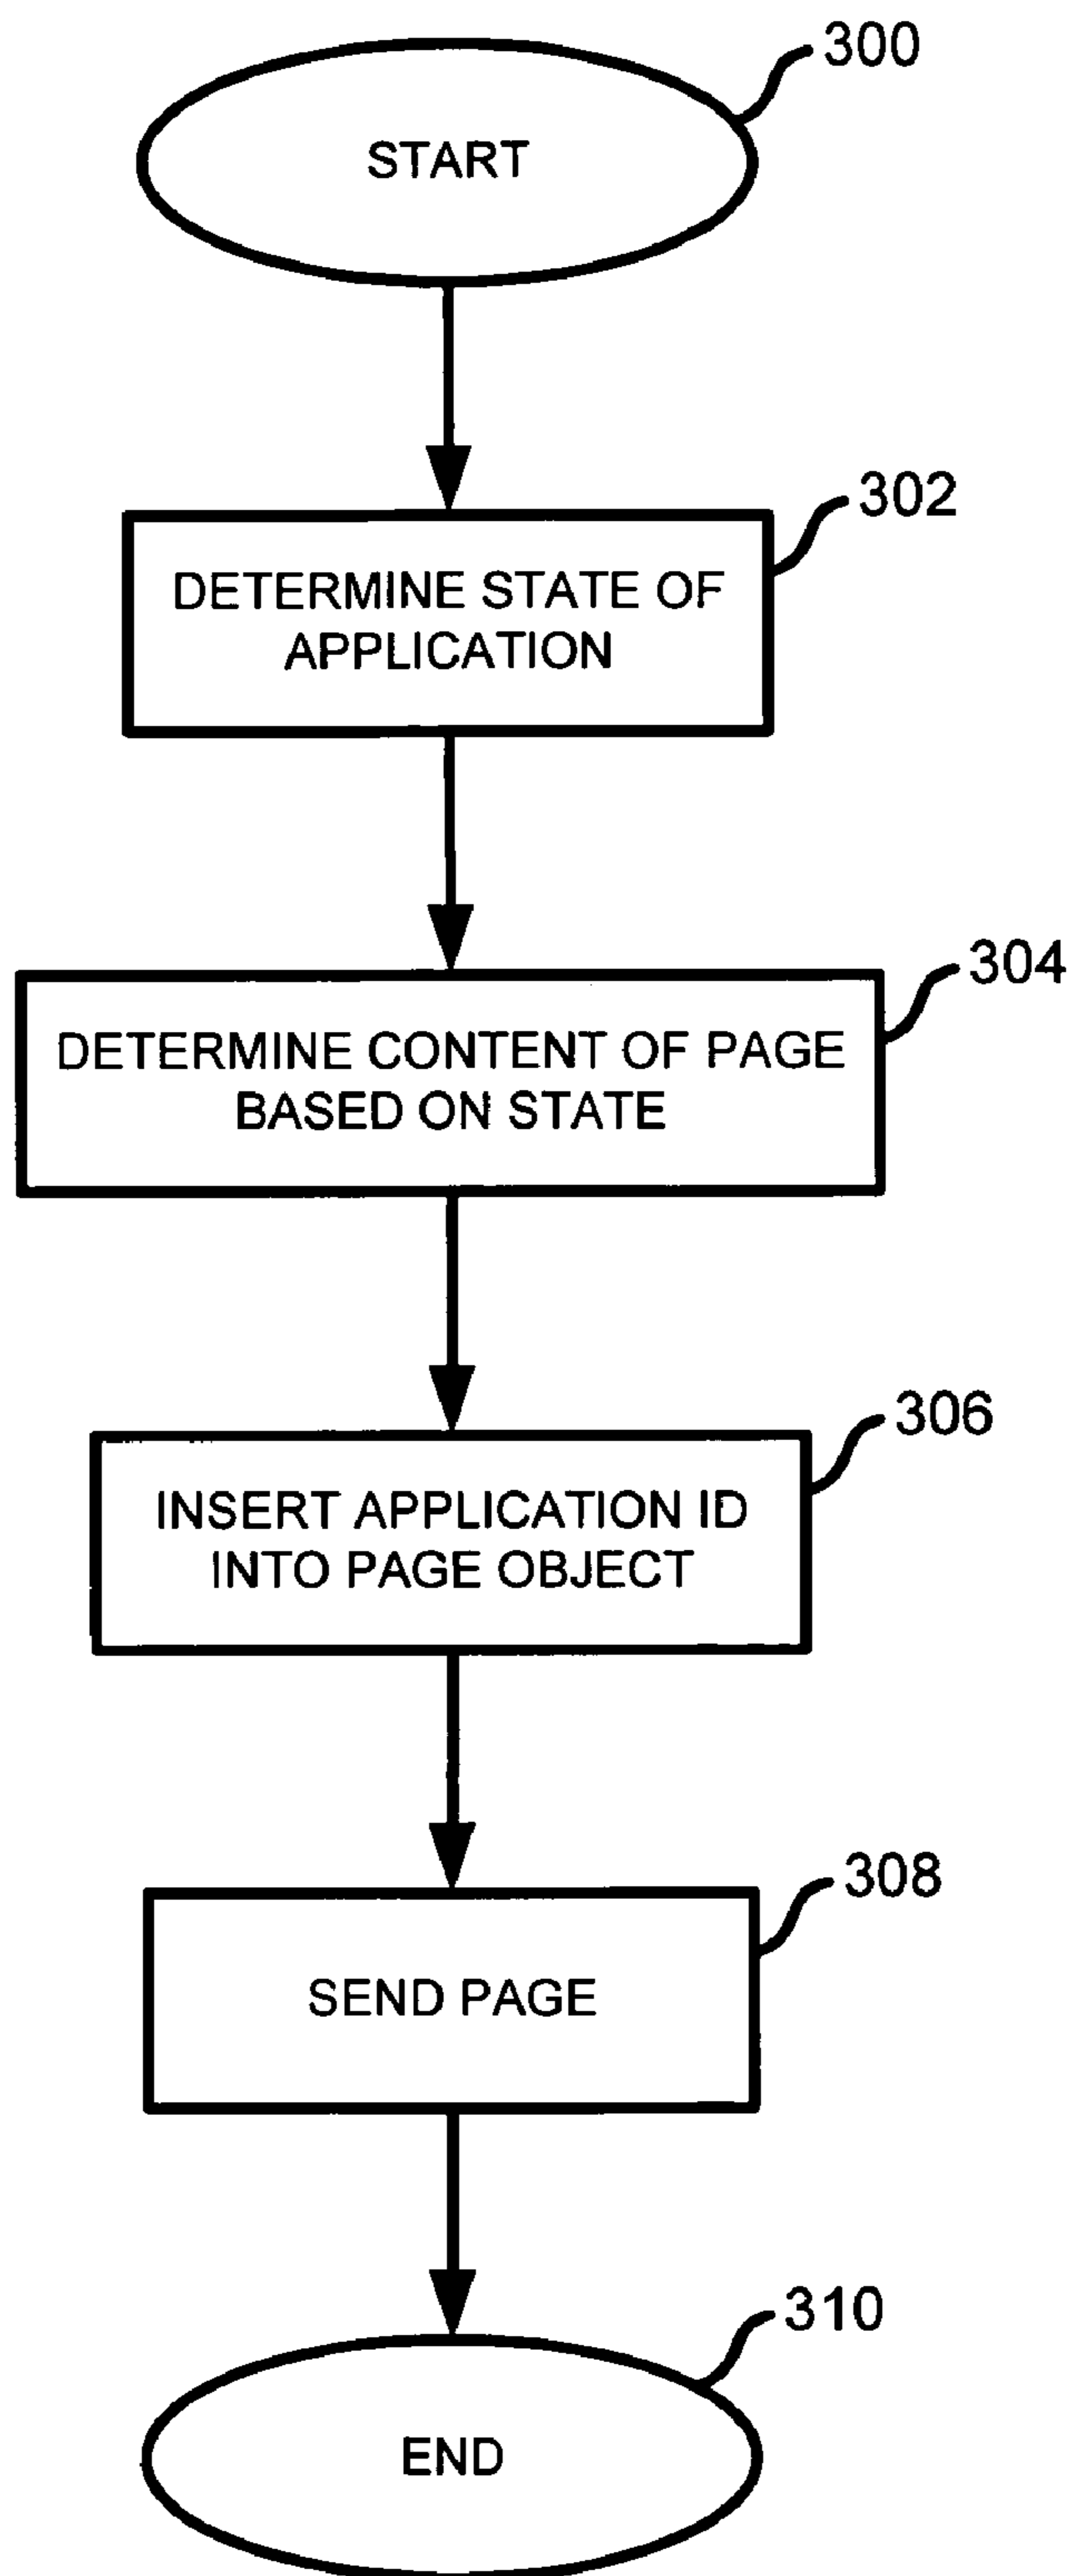 300
START
302
DETERMINE STATE OF
APPLICATION
304
DETERMINE CONTENT OF PAGE
BASED ON STATE
306
INSERT APPLICATION ID
INTO PAGE OBJECT
308
SEND PAGE
310
END